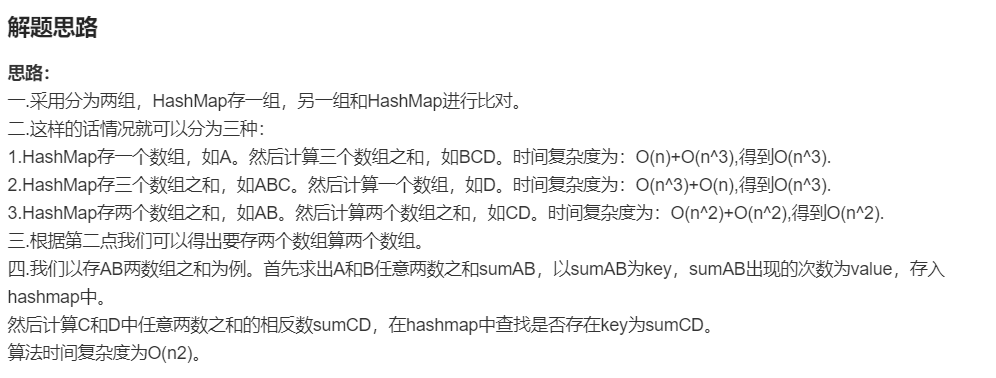 解题思路
思路：
一.采用分为两组，HashMap存一组，另一组和HashMap进行比对。
二.这样的话情况就可以分为三种：
1.HashMap存一个数组，如A。然后计算三个数组之和，如BCD。时间复杂度为：O(n)+O(n^3),得到O(n^3).
2.HashMap存三个数组之和，如ABC。然后计算一个数组，如D。时间复杂度为：O(n^3)+O(n),得到O(n^3).
3.HashMap存两个数组之和，如AB。然后计算两个数组之和，如CD。时间复杂度为：O(n^2)+O(n^2),得到O(n^2).
三.根据第二点我们可以得出要存两个数组算两个数组。
四.我们以存AB两数组之和为例。首先求出A和B任意两数之和sumAB，以sumAB为key，sumAB出现的次数为value，存入
hashmap中。
然后计算C和D中任意两数之和的相反数sumCD，在hashmap中查找是否存在key为sumCD。
算法时间复杂度为O(n2)。